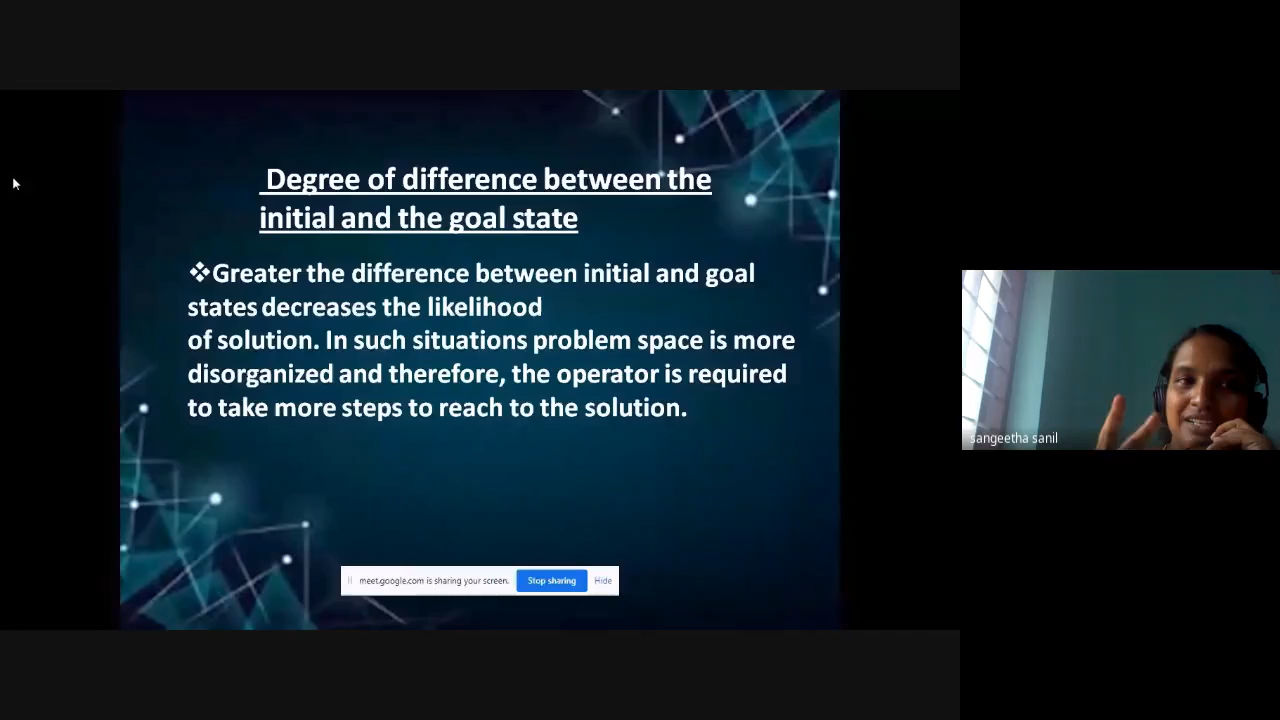 Degree of difference between the
initial and the goal state
❖Greater the difference between initial and goal
states decreases the likelihood
of solution. In such situations problem space is more
disorganized and therefore, the operator is required
to take more steps to reach to the solution.
meet.google.com is sharing your screen.
Stop sharing
Hide
sangeetha sanil